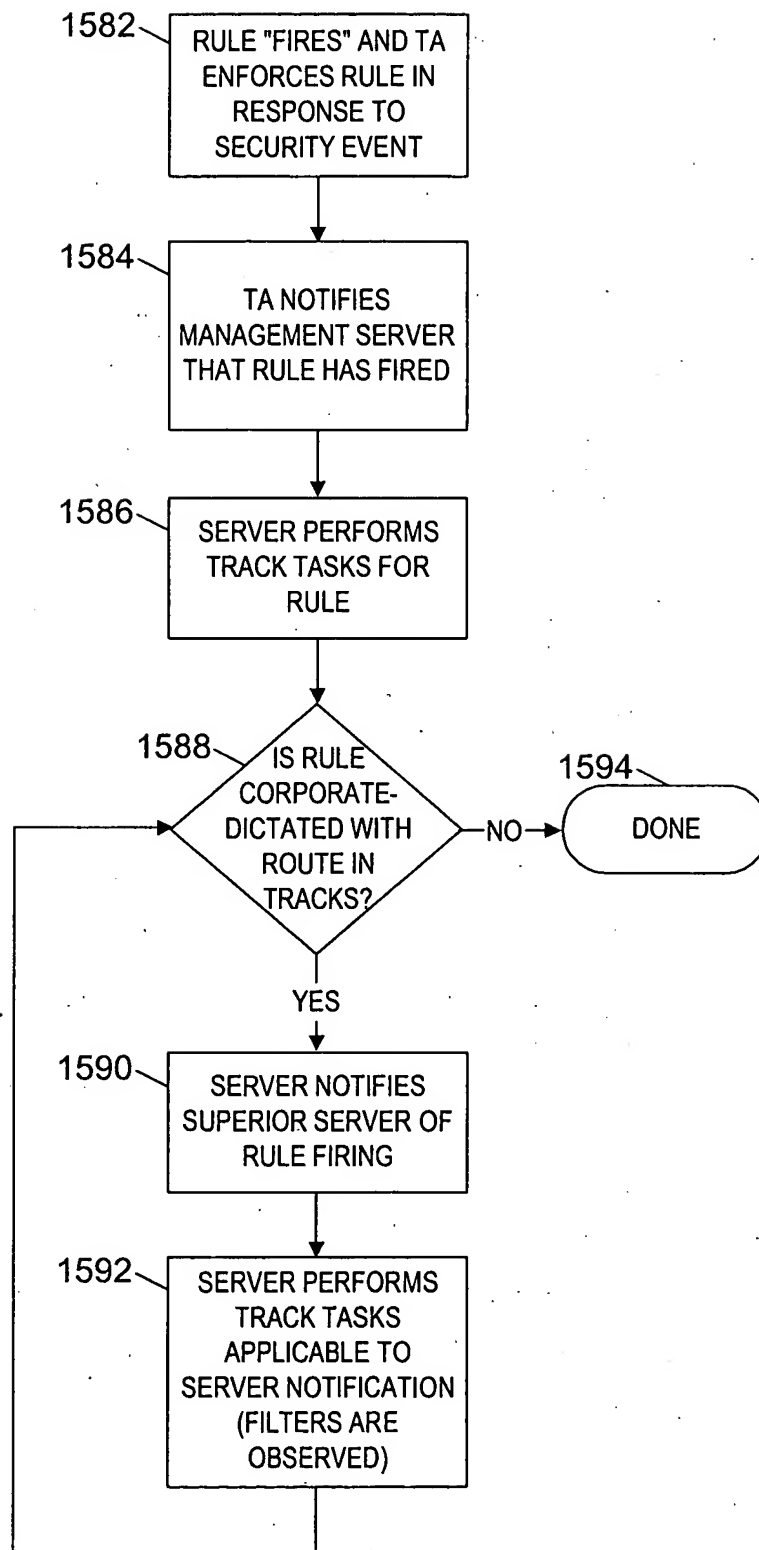 1582
RULE "FIRES" AND TA
ENFORCES RULE IN
RESPONSE TO
SECURITY EVENT
1584
TA NOTIFIES
MANAGEMENT SERVER
THAT RULE HAS FIRED
1586
SERVER PERFORMS
TRACK TASKS FOR
RULE
1588
IS RULE
CORPORATE-
DICTATED WITH
ROUTE IN
TRACKS?
NO
1594
DONE
YES
1590
SERVER NOTIFIES
SUPERIOR SERVER OF
RULE FIRING
1592
SERVER PERFORMS
TRACK TASKS
APPLICABLE TO
SERVER NOTIFICATION
(FILTERS ARE
OBSERVED)